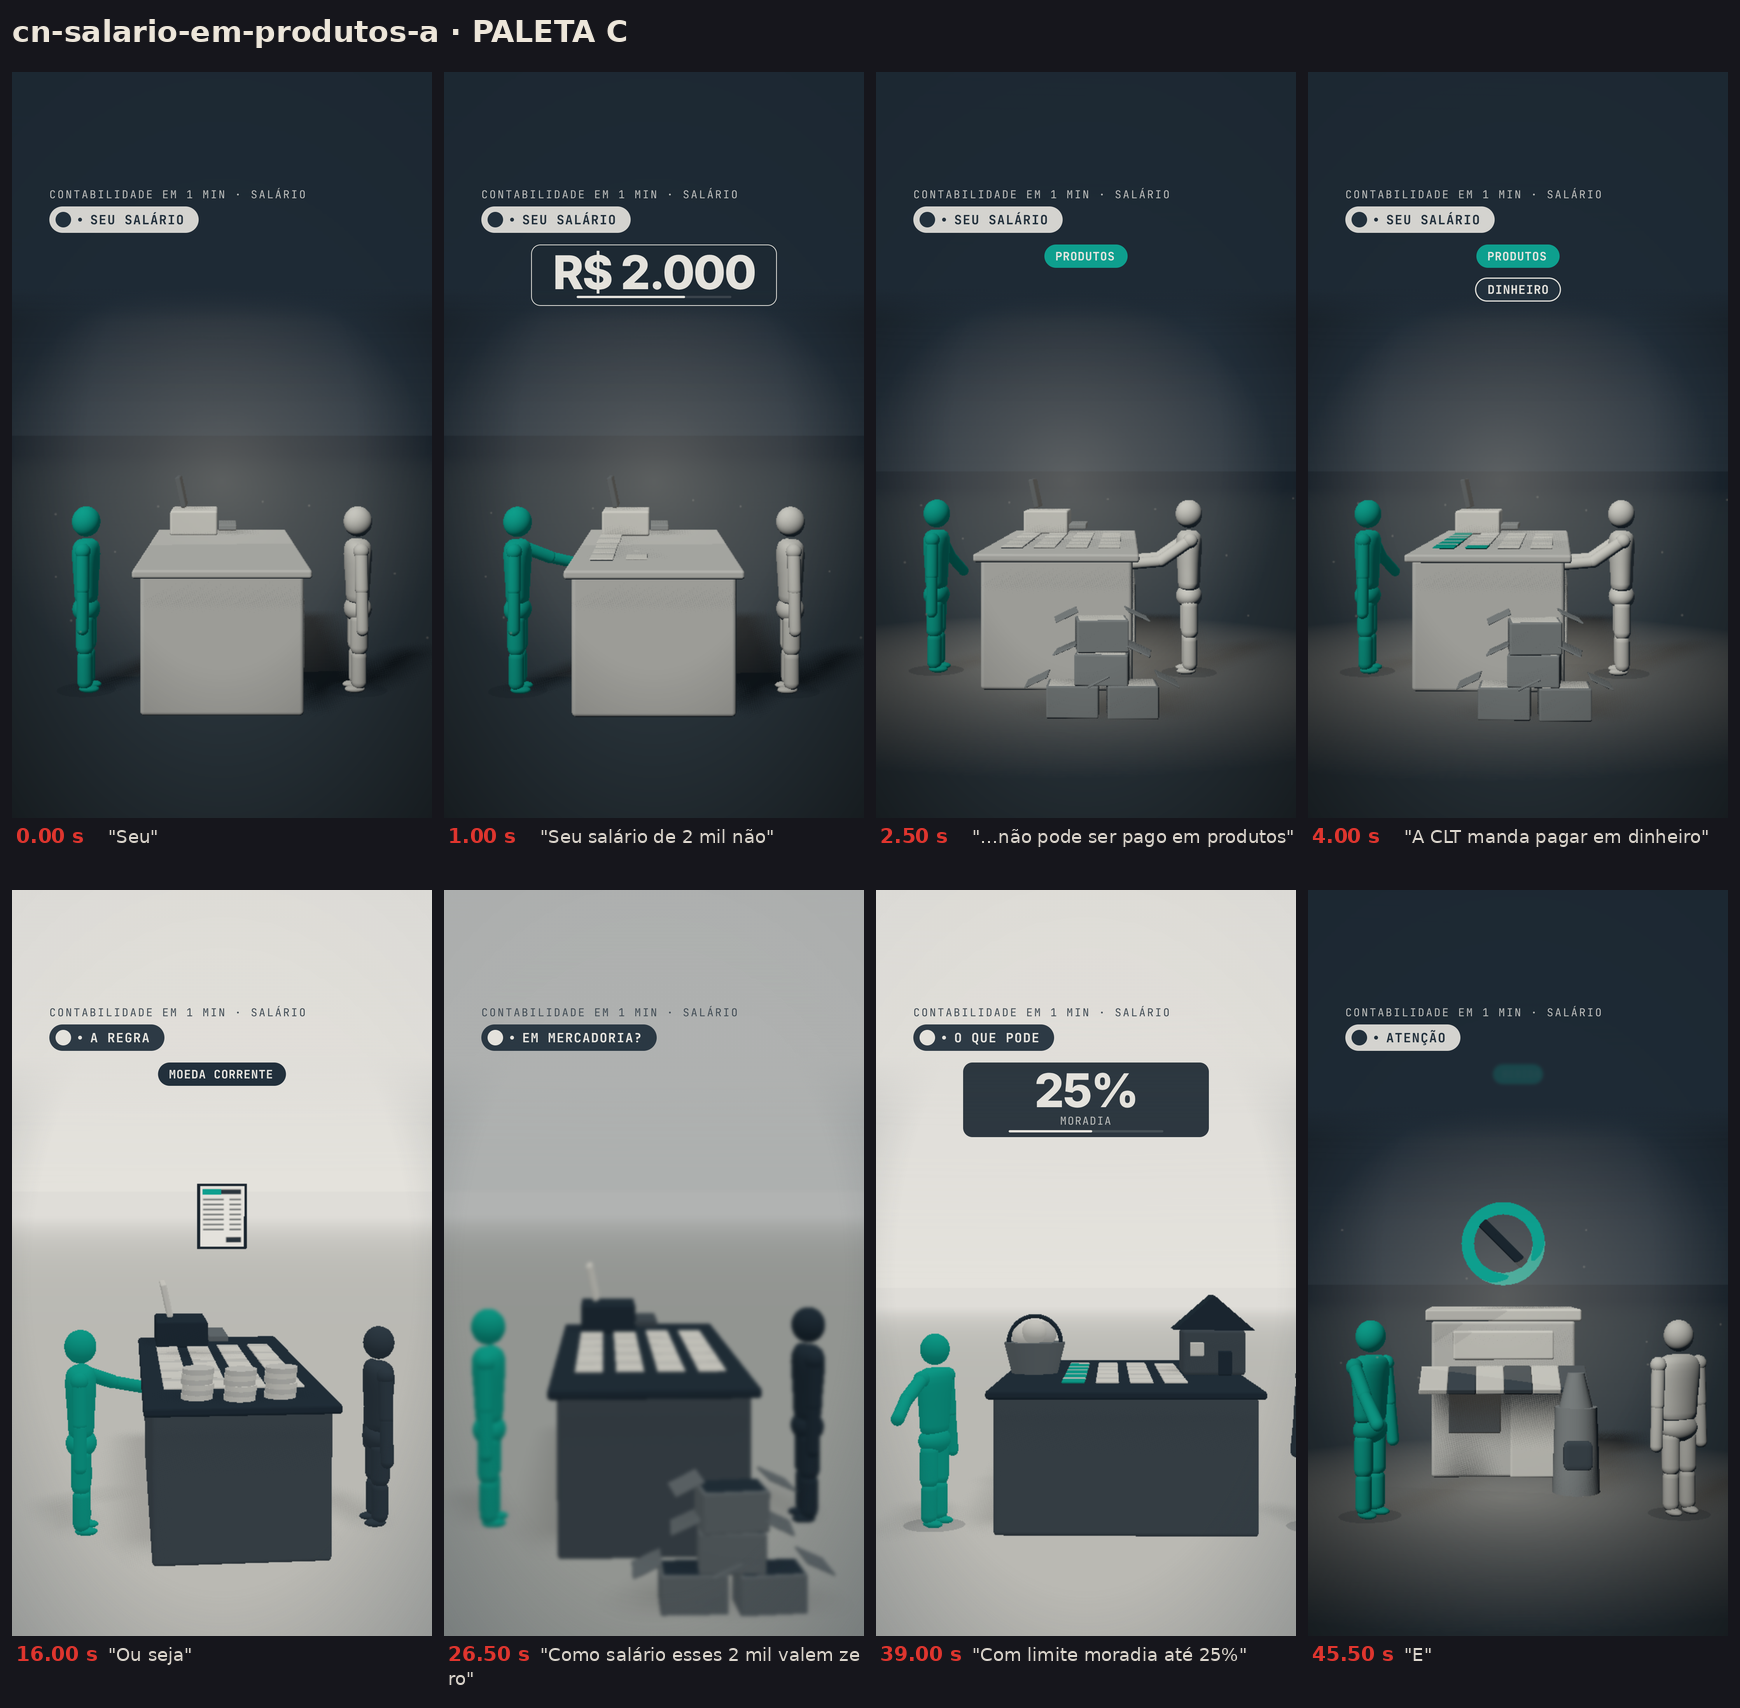 cn-salario-em-produtos-a · PALETA C
CONTABILIDADE EM 1 MIN · SALÁRIO
• SEU SALÁRIO
0.00 s "Seu"
CONTABILIDADE EM 1 MIN · SALÁRIO
• SEU SALÁRIO
R$ 2.000
1.00 s "Seu salário de 2 mil não"
CONTABILIDADE EM 1 MIN · SALÁRIO
• SEU SALÁRIO
PRODUTOS
2.50 s "...não pode ser pago em produtos"
CONTABILIDADE EM 1 MIN · SALÁRIO
• SEU SALÁRIO
PRODUTOS
DINHEIRO
4.00 s "A CLT manda pagar em dinheiro"
CONTABILIDADE EM 1 MIN · SALÁRIO
• A REGRA
MOEDA CORRENTE
16.00 s "Ou seja"
CONTABILIDADE EM 1 MIN · SALÁRIO
• EM MERCADORIA?
26.50 s "Como salário esses 2 mil valem ze
ro"
CONTABILIDADE EM 1 MIN · SALÁRIO
• O QUE PODE
25%
MORADIA
39.00 s "Com limite moradia até 25%"
CONTABILIDADE EM 1 MIN · SALÁRIO
• ATENÇÃO
45.50 s "E"